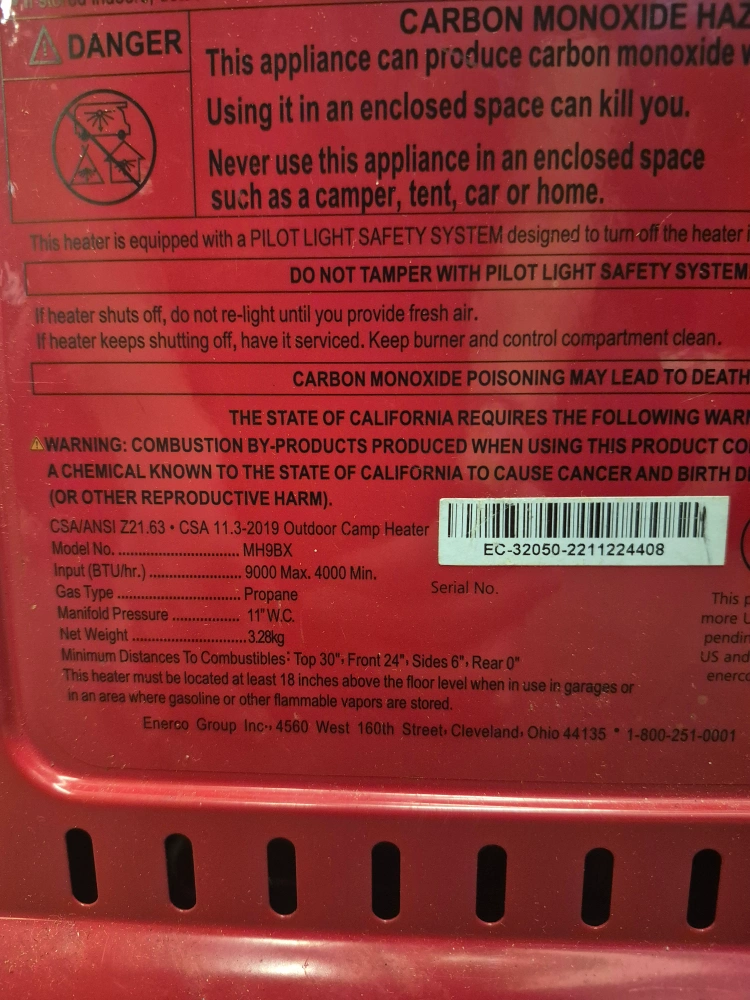 CARBON MONOXIDE HAZ
DANGER
This appliance can produce carbon monoxide w
Using it in an enclosed space can kill you.
Never use this appliance in an enclosed space
such as a camper, tent, car or home.
This heater is equipped with a PILOT LIGHT SAFETY SYSTEM designed to turn off the heater i
DO NOT TAMPER WITH PILOT LIGHT SAFETY SYSTEM
If heater shuts off, do not re-light until you provide fresh air.
If heater keeps shutting off, have it serviced. Keep burner and control compartment clean.
CARBON MONOXIDE POISONING MAY LEAD TO DEATH
THE STATE OF CALIFORNIA REQUIRES THE FOLLOWING WAR
WARNING: COMBUSTION BY-PRODUCTS PRODUCED WHEN USING THIS PRODUCT CO
A CHEMICAL KNOWN TO THE STATE OF CALIFORNIA TO CAUSE CANCER AND BIRTH D
(OR OTHER REPRODUCTIVE HARM).
CSA/ANSI Z21.63 • CSA 11.3-2019 Outdoor Camp Heater
EC-32050-2211224408
Model No. ............................ MH9BX
Input (BTU/hr.) ..................... 9000 Max. 4000 Min.
Serial No.
Gas Type ............................. Propane
Manifold Pressure ................ 11" W.C.
Net Weight .......................... 3.28kg
Minimum Distances To Combustibles: Top 30", Front 24", Sides 6", Rear 0"
This heater must be located at least 18 inches above the floor level when in use in garages or
in an area where gasoline or other flammable vapors are stored.
This p
more U
pendin
US and
enerco
Enerco Group Inc., 4560 West 160th Street, Cleveland, Ohio 44135 * 1-800-251-0001